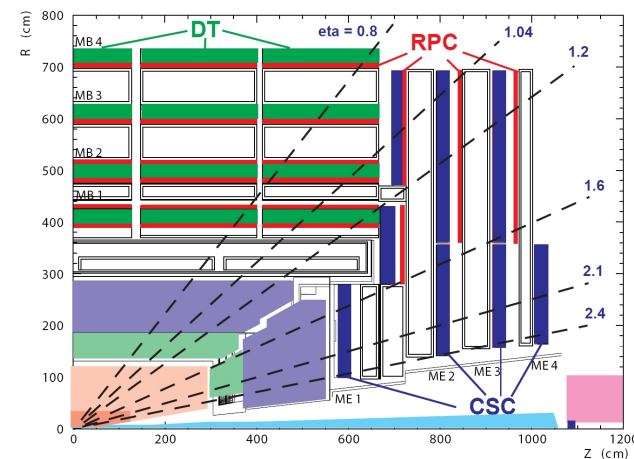 R (cm)
800
700
600
500
400
300
200
100
0
MB 4
MB 3
MB 2
MB 1
DT
eta = 0.8
RPC
1.04
1.2
1.6
2.1
2.4
ME 1
ME 2
ME 3
ME 4
CSC
0
200
400
600
800
1000
1200
Z (cm)